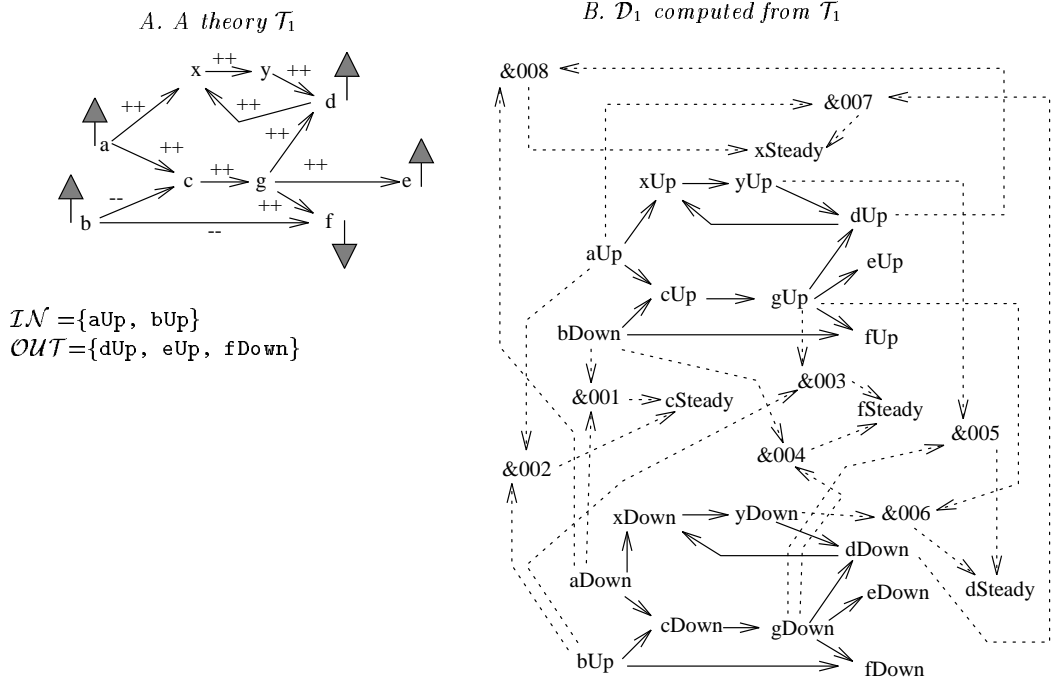 A. A theory T1
B. D1 computed from T1
x ++ y ++
++ ++ d
a ++
++ c ++ g ++ ++ e
-- ++
b -- f
IN ={aUp, bUp}
OUT={dUp, eUp, fDown}
&008
&007
xSteady
xUp yUp
dUp
aUp
eUp
cUp gUp
bDown
fUp
&003
&001 cSteady
fSteady
&005
&004
&002
xDown yDown &006
dDown
aDown
dSteady
eDown
cDown gDown
bUp
fDown